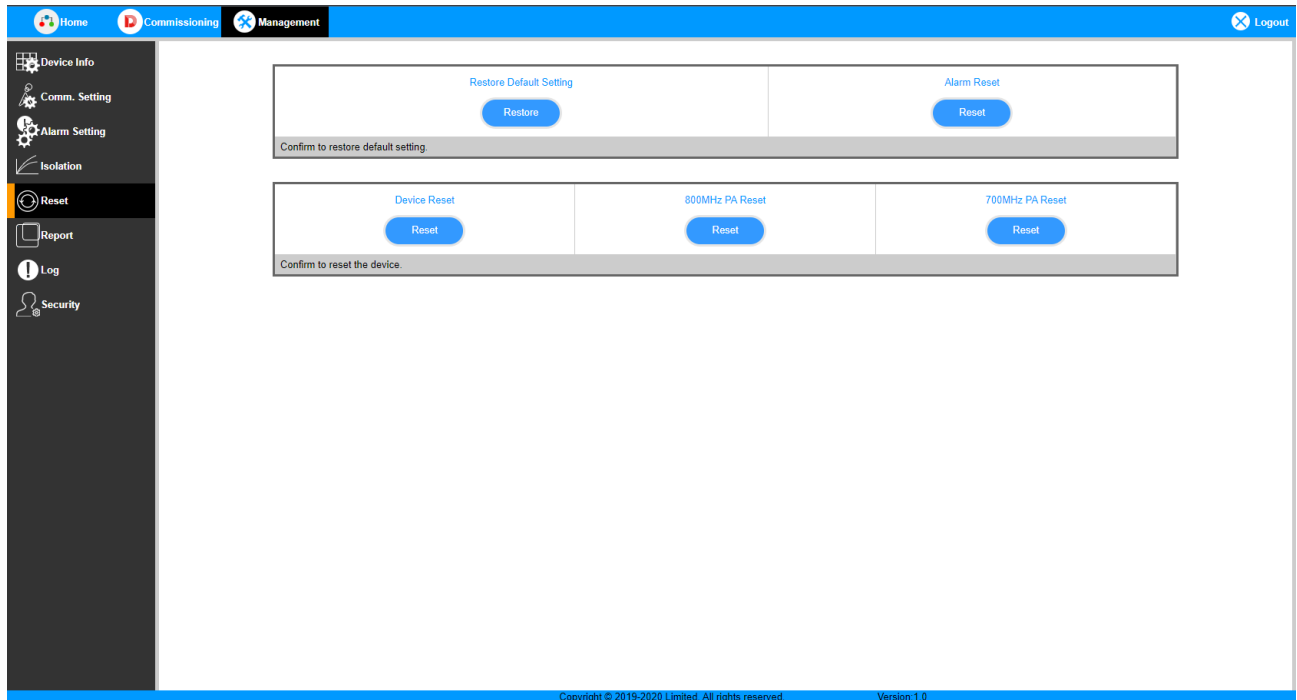 Home Commissioning Management Logout
Device Info
Comm. Setting
Alarm Setting
Isolation
Reset
Report
Log
Security
Restore Default Setting Alarm Reset
Restore Reset
Confirm to restore default setting.
Device Reset 800MHz PA Reset 700MHz PA Reset
Reset Reset Reset
Confirm to reset the device.
Copyright © 2019-2020 Limited. All rights reserved. Version:1.0